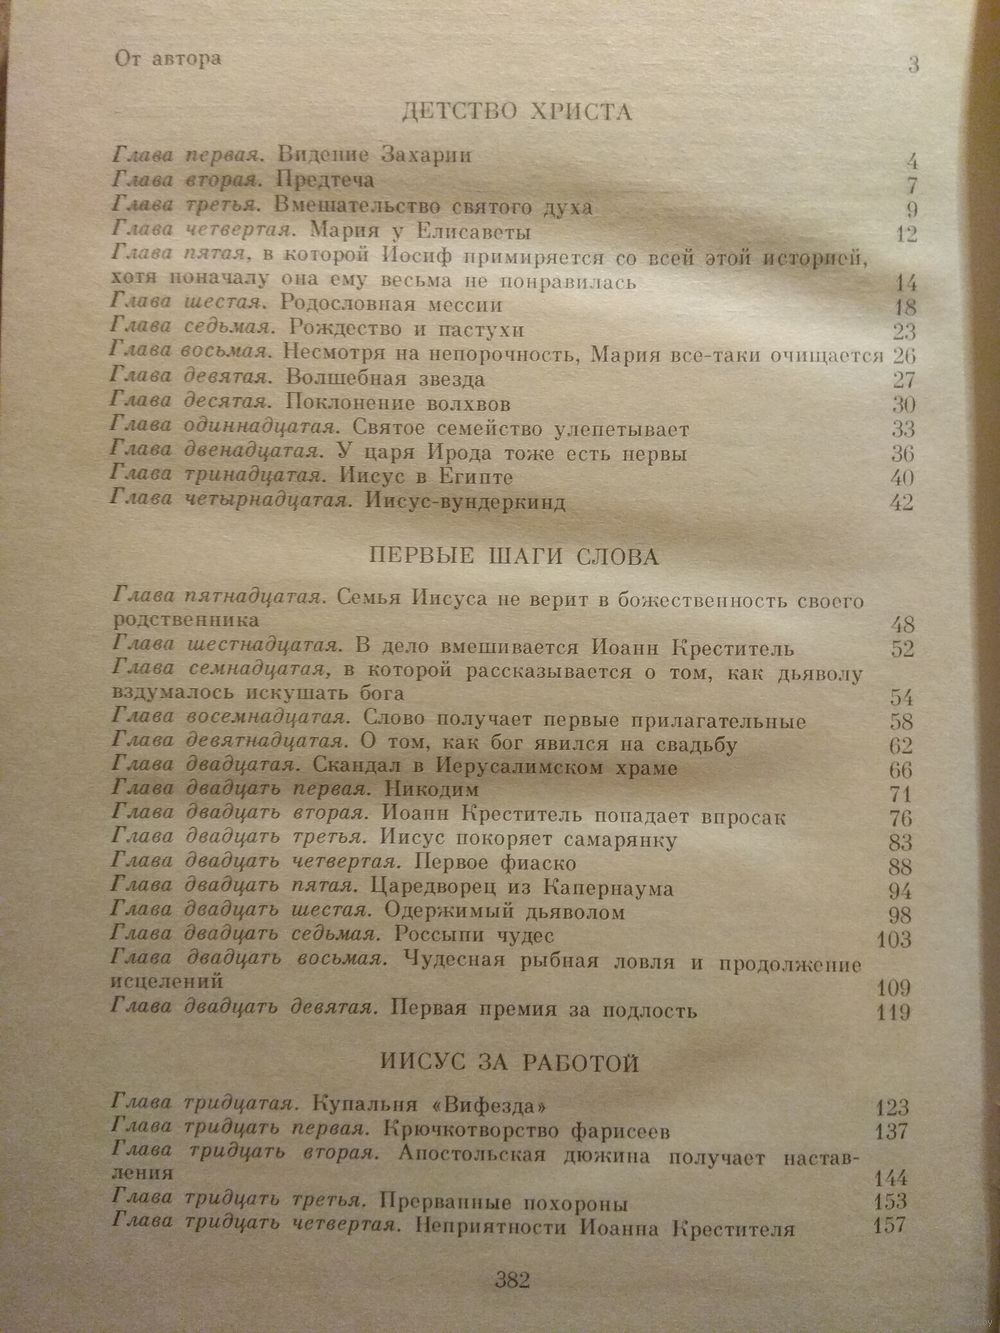 От автора 3
ДЕТСТВО ХРИСТА
Глава первая. Видение Захарии 4
Глава вторая. Предтеча 7
Глава третья. Вмешательство святого духа 9
Глава четвертая. Мария у Елисаветы 12
Глава пятая, в которой Иосиф примиряется со всей этой историей,
хотя поначалу она ему весьма не понравилась 14
Глава шестая. Родословная мессии 18
Глава седьмая. Рождество и пастухи 23
Глава восьмая. Несмотря на непорочность, Мария все-таки очищается 26
Глава девятая. Волшебная звезда 27
Глава десятая. Поклонение волхвов 30
Глава одиннадцатая. Святое семейство улепетывает 33
Глава двенадцатая. У царя Ирода тоже есть нервы 36
Глава тринадцатая. Иисус в Египте 40
Глава четырнадцатая. Иисус-вундеркинд 42
ПЕРВЫЕ ШАГИ СЛОВА
Глава пятнадцатая. Семья Иисуса не верит в божественность своего
родственника 48
Глава шестнадцатая. В дело вмешивается Иоанн Креститель 52
Глава семнадцатая, в которой рассказывается о том, как дьяволу
вздумалось искушать бога 54
Глава восемнадцатая. Слово получает первые прилагательные 58
Глава девятнадцатая. О том, как бог явился на свадьбу 62
Глава двадцатая. Скандал в Иерусалимском храме 66
Глава двадцать первая. Никодим 71
Глава двадцать вторая. Иоанн Креститель попадает впросак 76
Глава двадцать третья. Иисус покоряет самарянку 83
Глава двадцать четвертая. Первое фиаско 88
Глава двадцать пятая. Царедворец из Капернаума 94
Глава двадцать шестая. Одержимый дьяволом 98
Глава двадцать седьмая. Россыпи чудес 103
Глава двадцать восьмая. Чудесная рыбная ловля и продолжение
исцелений 109
Глава двадцать девятая. Первая премия за подлость 119
ИИСУС ЗА РАБОТОЙ
Глава тридцатая. Купальня «Вифезда» 123
Глава тридцать первая. Крючкотворство фарисеев 137
Глава тридцать вторая. Апостольская дюжина получает настав-
ления 144
Глава тридцать третья. Прерванные похороны 153
Глава тридцать четвертая. Неприятности Иоанна Крестителя 157
382